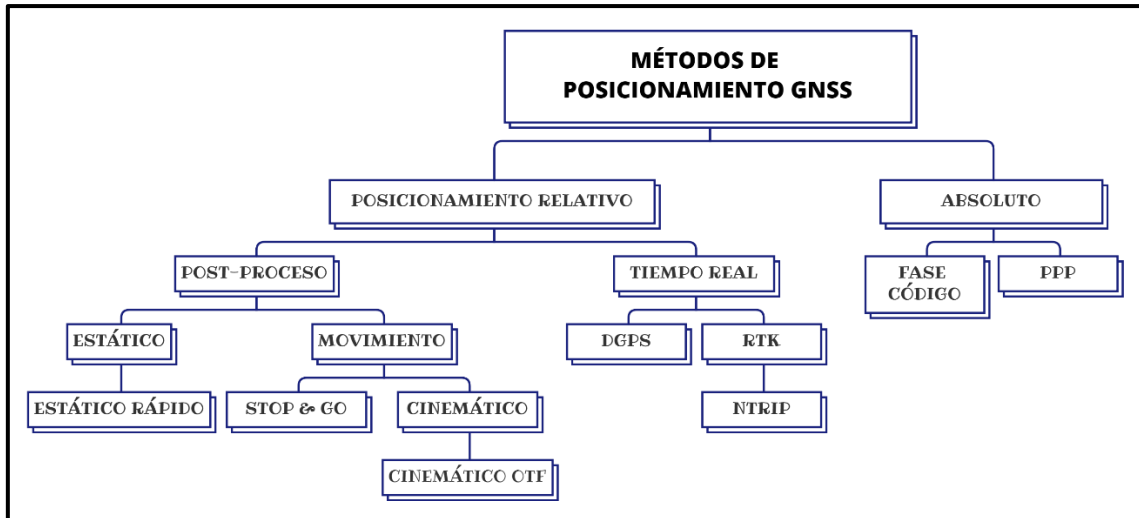 MÉTODOS DE
POSICIONAMIENTO GNSS
POSICIONAMIENTO RELATIVO
ABSOLUTO
POST-PROCESO
TIEMPO REAL
FASE
CÓDIGO
PPP
ESTÁTICO
MOVIMIENTO
DGPS
RTK
ESTÁTICO RÁPIDO
STOP & GO
CINEMÁTICO
NTRIP
CINEMÁTICO OTF